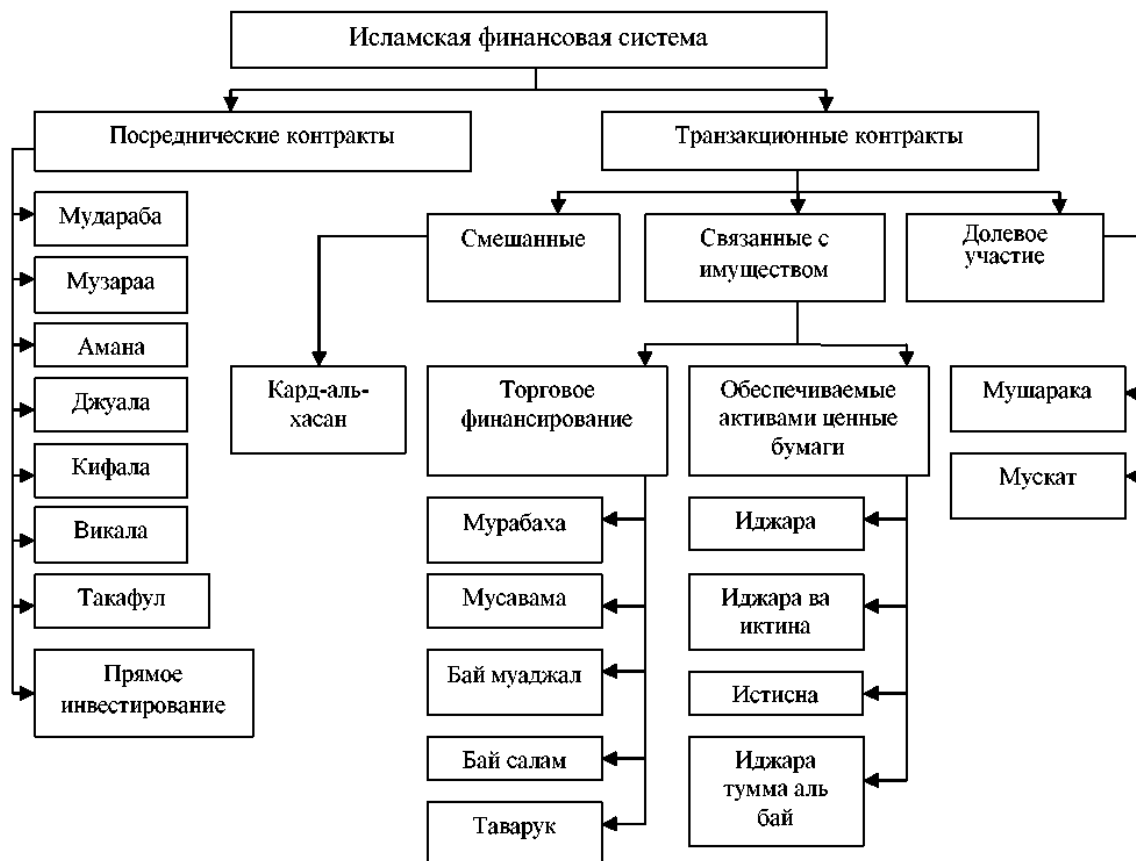 Исламская финансовая система
Посреднические контракты
Транзакционные контракты
Мудараба
Музараа
Амана
Джуала
Кифала
Викала
Такафул
Прямое
инвестирование
Смешанные
Связанные с
имуществом
Долевое
участие
Кард-аль-
хасан
Торговое
финансирование
Обеспечиваемые
активами ценные
бумаги
Мушарака
Мускат
Мурабаха
Мусавама
Бай муаджал
Бай салам
Таварук
Иджара
Иджара ва
иктина
Истисна
Иджара
тумма аль
бай